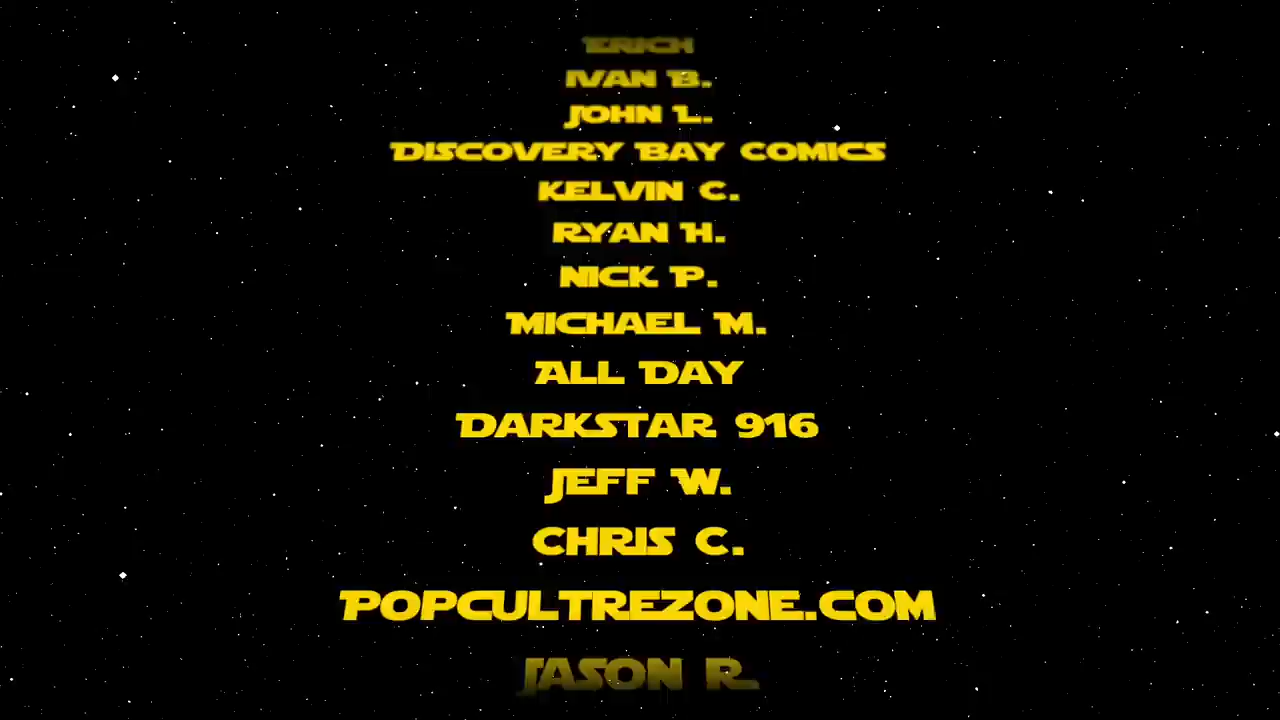 Erich
Ivan B.
John L.
Discovery Bay Comics
Kelvin C.
Ryan H.
Nick P.
Michael M.
All Day
Darkstar 916
Jeff W.
Chris C.
Popcultrezone.com
Jason R.